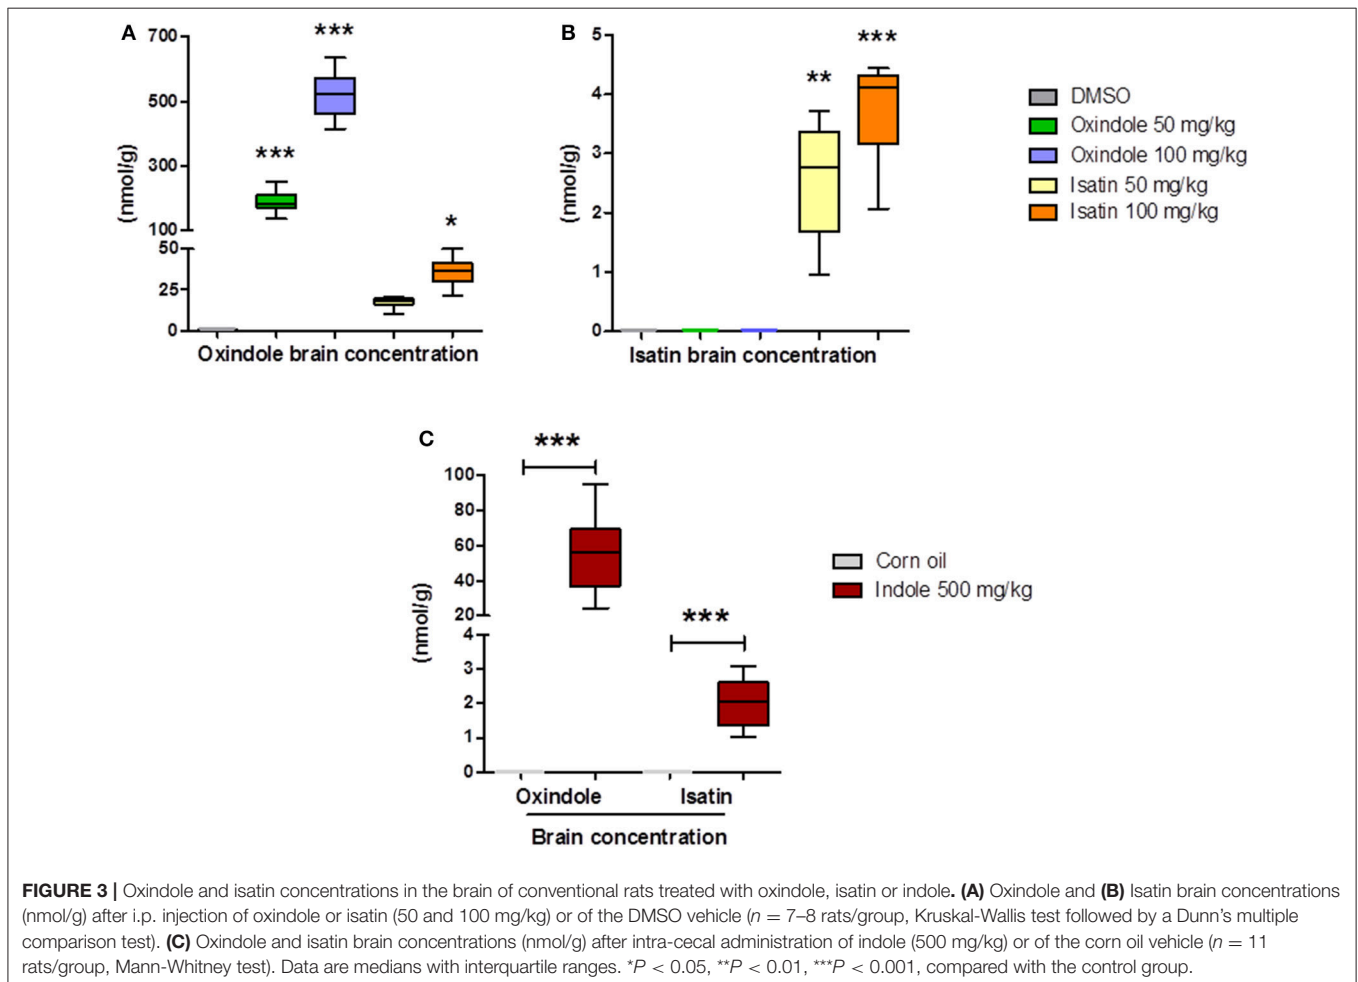 A
700
500
300
100
50
25
0
(nmol/g)
***
***
*
Oxindole brain concentration
B
5
4
3
2
1
0
(nmol/g)
**
***
Isatin brain concentration
DMSO
Oxindole 50 mg/kg
Oxindole 100 mg/kg
Isatin 50 mg/kg
Isatin 100 mg/kg
C
100
80
60
40
20
4
3
2
1
0
(nmol/g)
***
***
Oxindole Isatin
Brain concentration
Corn oil
Indole 500 mg/kg
FIGURE 3 | Oxindole and isatin concentrations in the brain of conventional rats treated with oxindole, isatin or indole. (A) Oxindole and (B) Isatin brain concentrations
(nmol/g) after i.p. injection of oxindole or isatin (50 and 100 mg/kg) or of the DMSO vehicle (n = 7–8 rats/group, Kruskal-Wallis test followed by a Dunn's multiple
comparison test). (C) Oxindole and isatin brain concentrations (nmol/g) after intra-cecal administration of indole (500 mg/kg) or of the corn oil vehicle (n = 11
rats/group, Mann-Whitney test). Data are medians with interquartile ranges. *P < 0.05, **P < 0.01, ***P < 0.001, compared with the control group.